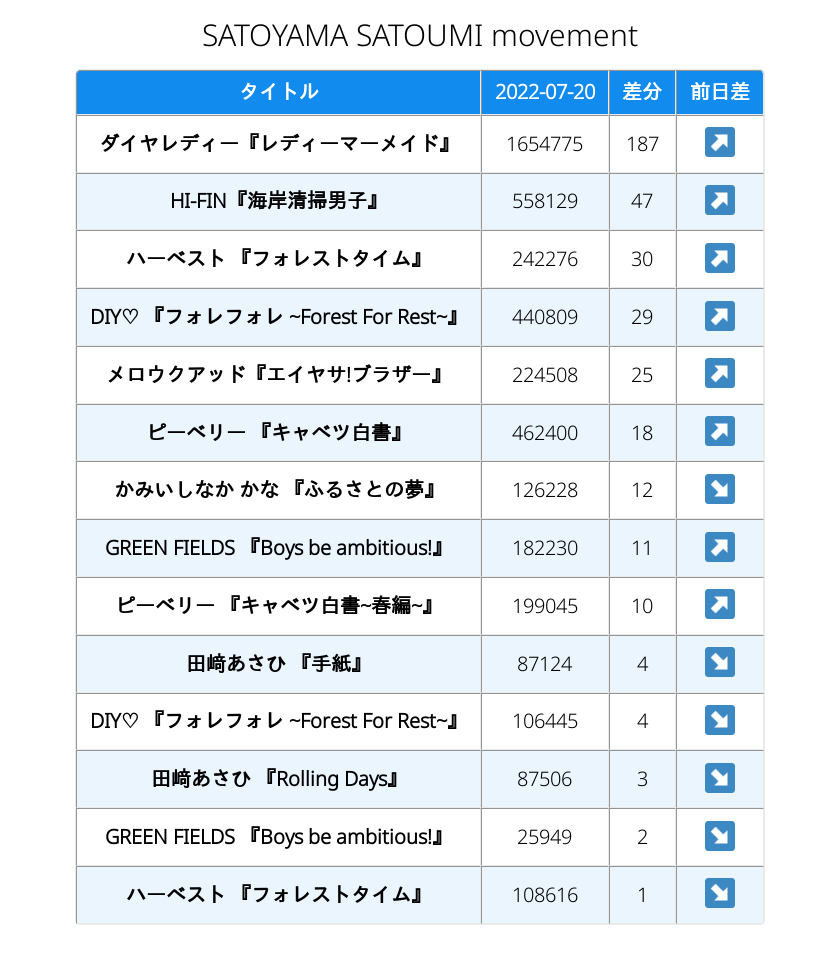 SATOYAMA SATOUMI movement
タイトル 2022-07-20 差分 前日差
ダイヤレディー『レディーマーメイド』 1654775 187
HI-FIN『海岸清掃男子』 558129 47
ハーベスト 『フォレストタイム』 242276 30
DIY♡ 『フォレフォレ ~Forest For Rest~』 440809 29
メロウクアッド『エイヤサ!ブラザー』 224508 25
ピーベリー 『キャベツ白書』 462400 18
かみいしなか かな 『ふるさとの夢』 126228 12
GREEN FIELDS 『Boys be ambitious!』 182230 11
ピーベリー 『キャベツ白書~春編~』 199045 10
田﨑あさひ 『手紙』 87124 4
DIY♡ 『フォレフォレ ~Forest For Rest~』 106445 4
田﨑あさひ 『Rolling Days』 87506 3
GREEN FIELDS 『Boys be ambitious!』 25949 2
ハーベスト 『フォレストタイム』 108616 1